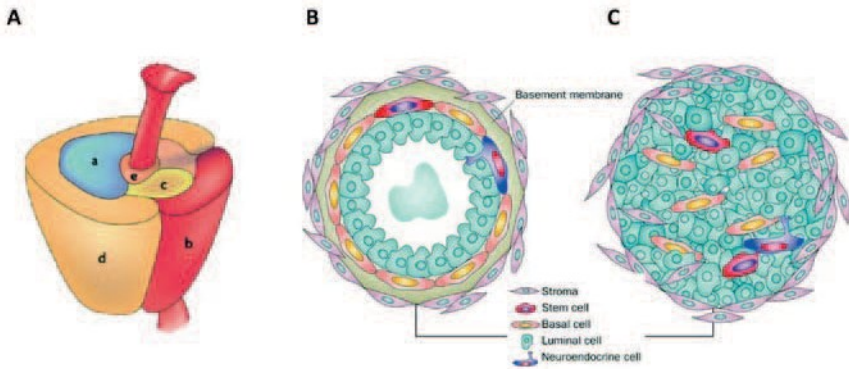 A
B
C
Basement membrane
a
e
c
d
b
Stroma
Stem cell
Basal cell
Luminal cell
Neuroendocrine cell